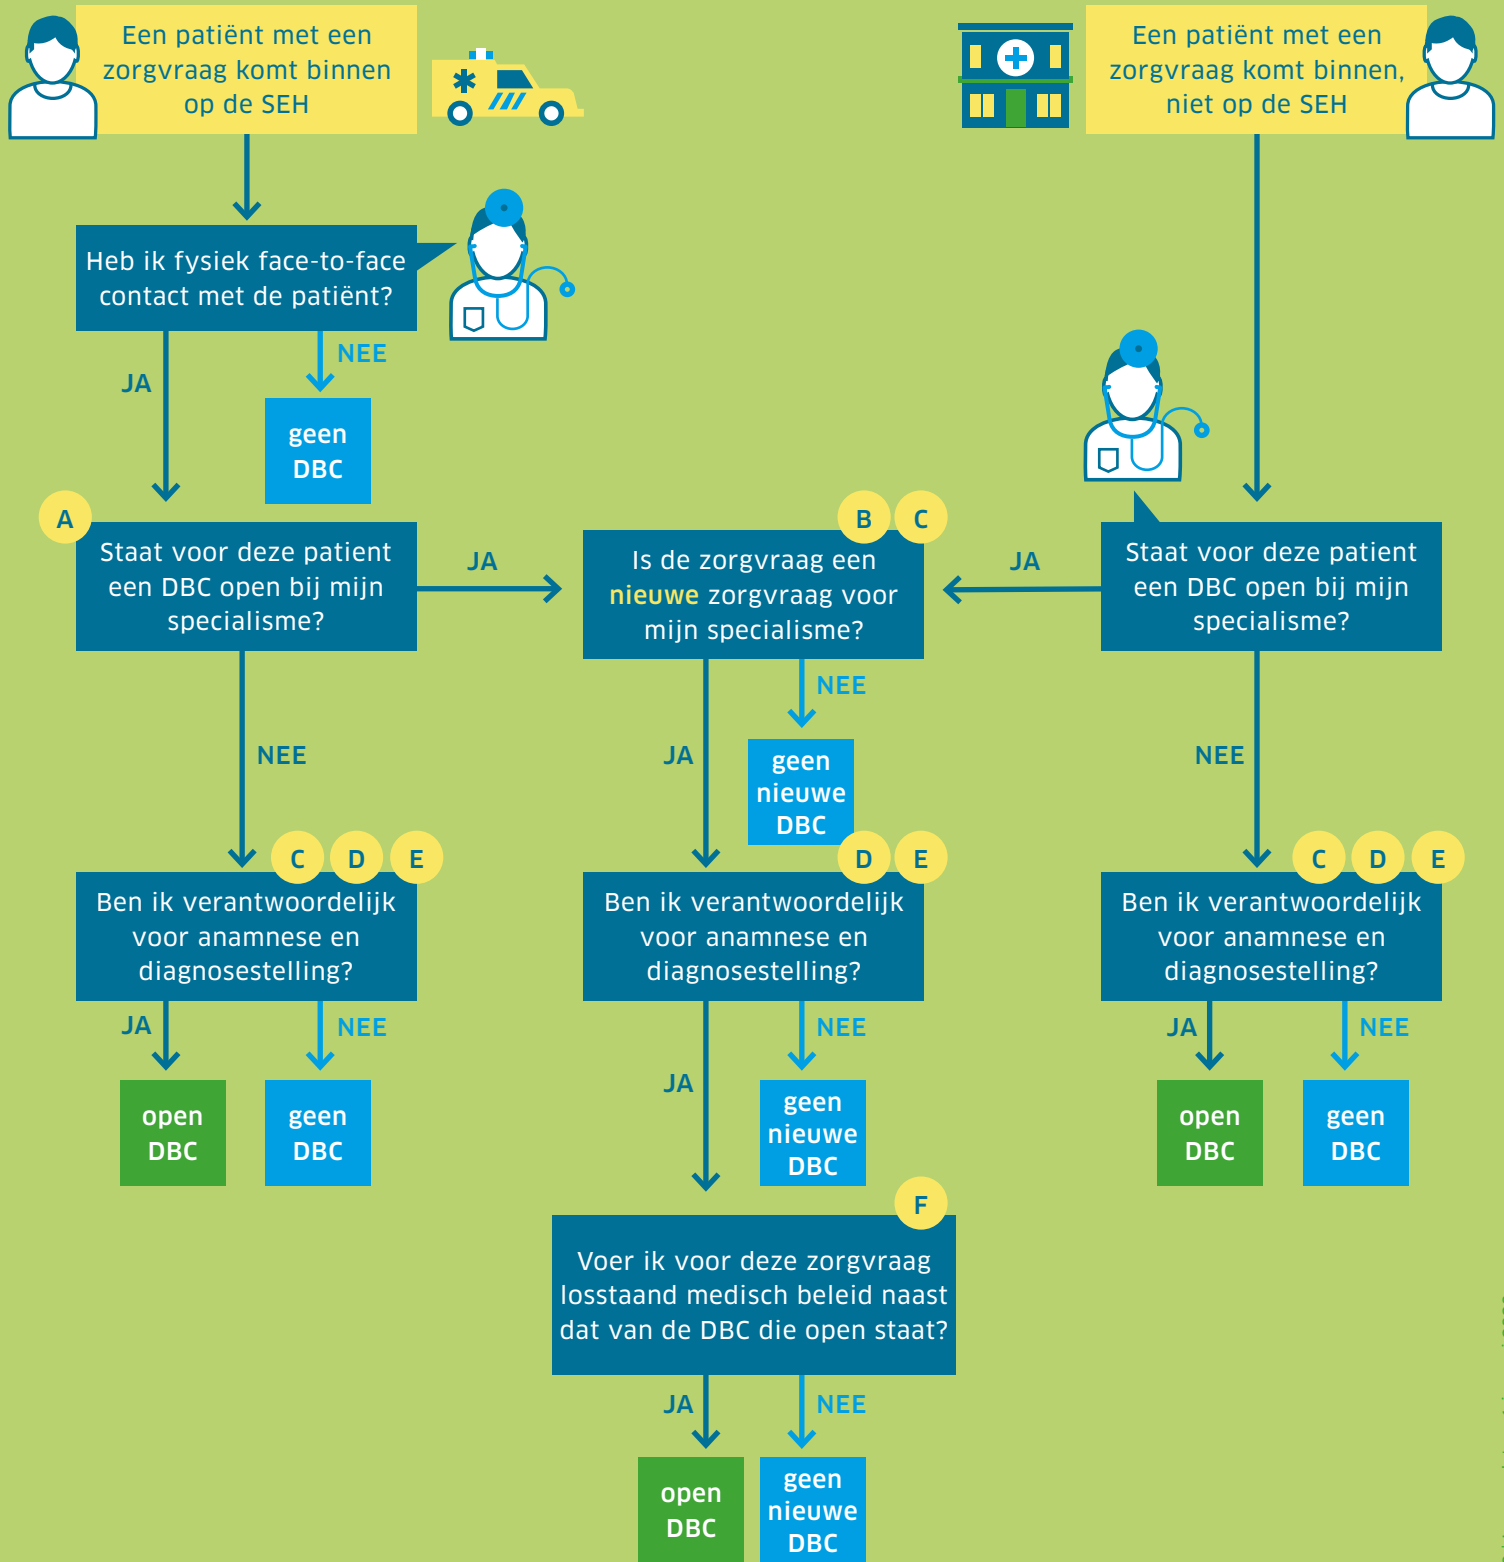 Een patiënt met een
zorgvraag komt binnen
op de SEH
Een patiënt met een
zorgvraag komt binnen,
niet op de SEH
Heb ik fysiek face-to-face
contact met de patiënt?
JA
NEE
geen
DBC
A
Staat voor deze patient
een DBC open bij mijn
specialisme?
JA
B C
Is de zorgvraag een
nieuwe zorgvraag voor
mijn specialisme?
JA
Staat voor deze patient
een DBC open bij mijn
specialisme?
NEE
JA
NEE
geen
nieuwe
DBC
NEE
C D E
Ben ik verantwoordelijk
voor anamnese en
diagnosestelling?
D E
Ben ik verantwoordelijk
voor anamnese en
diagnosestelling?
C D E
Ben ik verantwoordelijk
voor anamnese en
diagnosestelling?
JA
NEE
open
DBC
geen
DBC
JA
NEE
geen
nieuwe
DBC
JA
NEE
open
DBC
geen
DBC
F
Voer ik voor deze zorgvraag
losstaand medisch beleid naast
dat van de DBC die open staat?
JA
NEE
open
DBC
geen
nieuwe
DBC